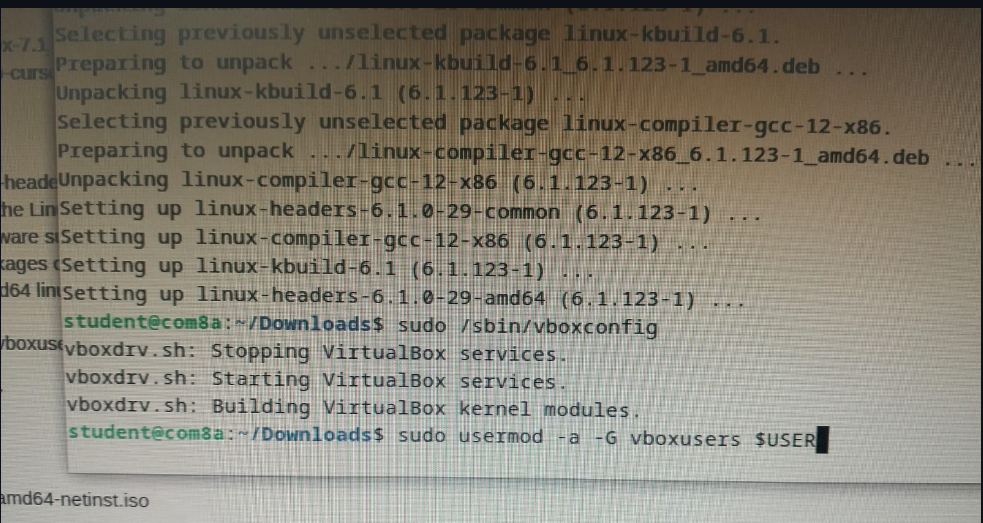 Selecting previously unselected package linux-kbuild-6.1.
x-7.1
Preparing to unpack .../linux-kbuild-6.1_6.1.123-1_amd64.deb ...
-curs
Unpacking linux-kbuild-6.1 (6.1.123-1) ...
Selecting previously unselected package linux-compiler-gcc-12-x86.
Preparing to unpack .../linux-compiler-gcc-12-x86_6.1.123-1_amd64.deb ...
-heade
Unpacking linux-compiler-gcc-12-x86 (6.1.123-1) ...
he Lin
Setting up linux-headers-6.1.0-29-common (6.1.123-1) ...
ware s
Setting up linux-compiler-gcc-12-x86 (6.1.123-1) ...
kages
Setting up linux-kbuild-6.1 (6.1.123-1) ...
d64 lin
Setting up linux-headers-6.1.0-29-amd64 (6.1.123-1) ...
student@com8a:~/Downloads$ sudo /sbin/vboxconfig
vboxuse
vboxdrv.sh: Stopping VirtualBox services.
vboxdrv.sh: Starting VirtualBox services.
vboxdrv.sh: Building VirtualBox kernel modules.
student@com8a:~/Downloads$ sudo usermod -a -G vboxusers $USER
amd64-netinst.iso